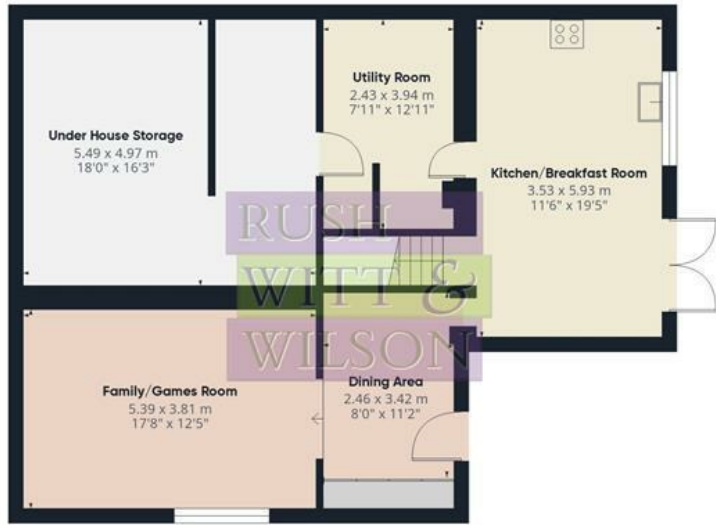 Under House Storage
5.49 x 4.97 m
18'0" x 16'3"
Utility Room
2.43 x 3.94 m
7'11" x 12'11"
Kitchen/Breakfast Room
3.53 x 5.93 m
11'6" x 19'5"
RUSH
WITT &
WILSON
Family/Games Room
5.39 x 3.81 m
17'8" x 12'5"
Dining Area
2.46 x 3.42 m
8'0" x 11'2"